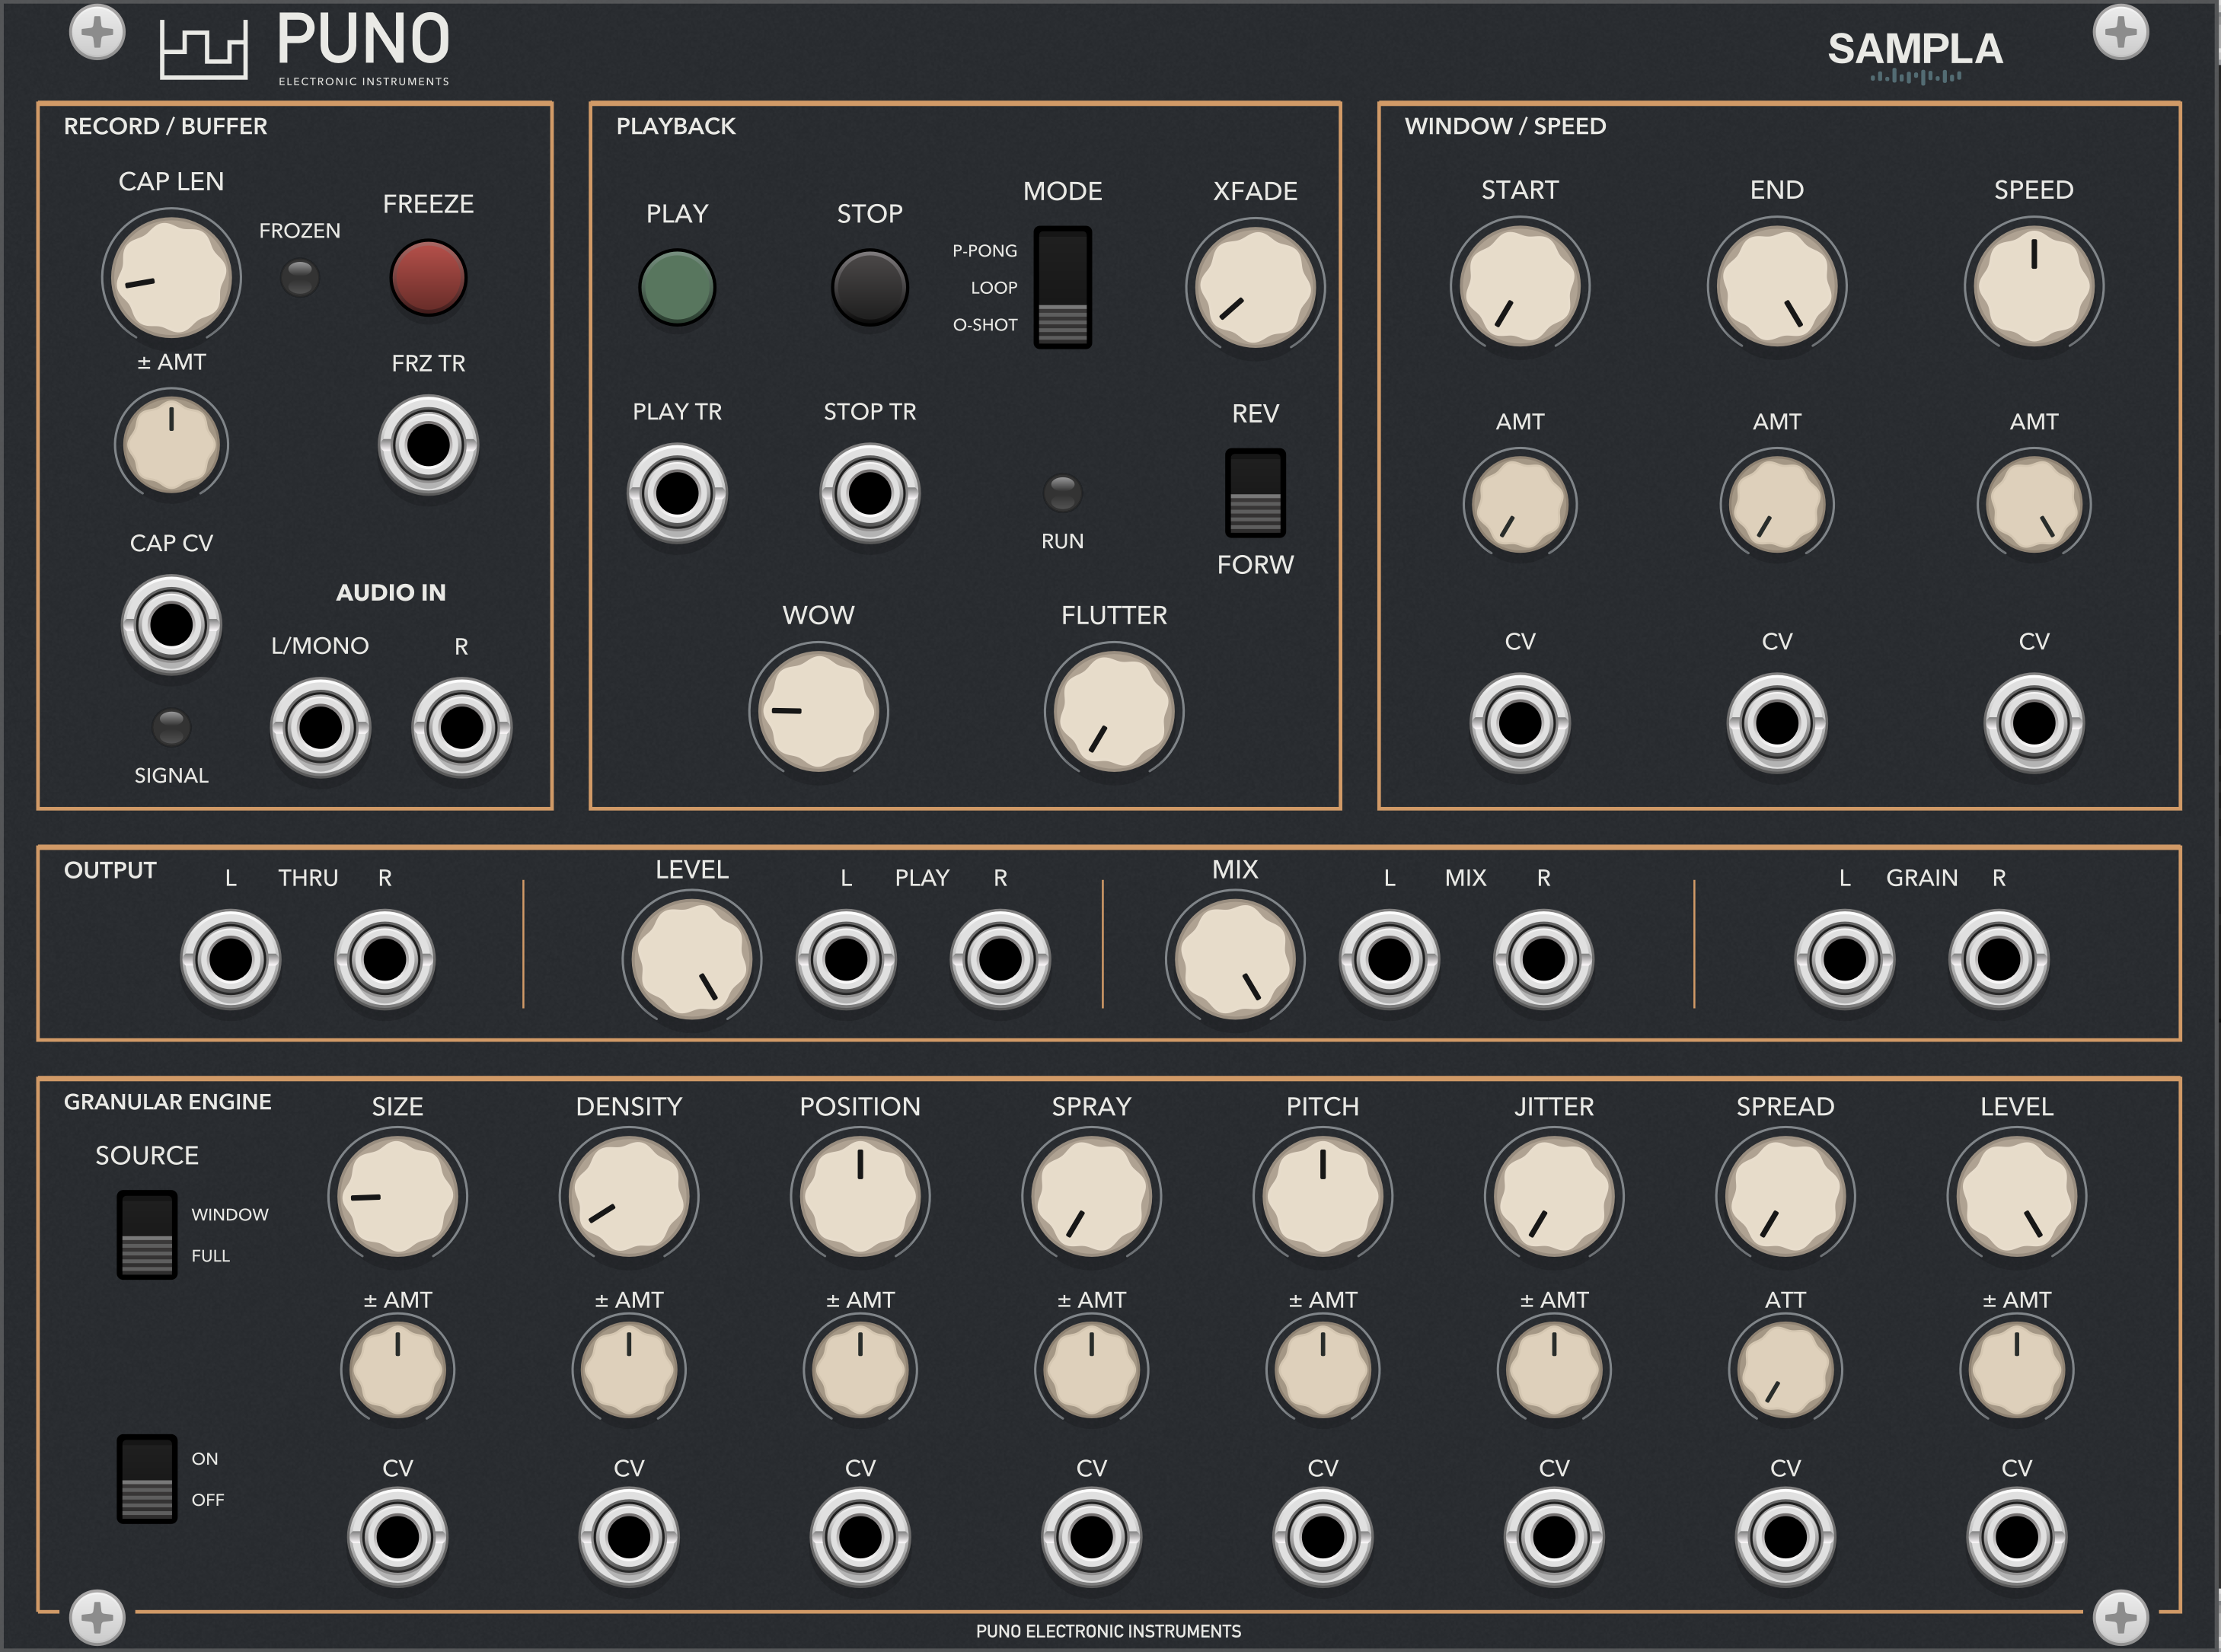 PUNO
ELECTRONIC INSTRUMENTS
SAMPLA
RECORD / BUFFER
CAP LEN
FROZEN
FREEZE
± AMT
FRZ TR
CAP CV
AUDIO IN
L/MONO
R
SIGNAL
PLAYBACK
PLAY
STOP
MODE
XFADE
P-PONG
LOOP
O-SHOT
PLAY TR
STOP TR
REV
RUN
FORW
WOW
FLUTTER
WINDOW / SPEED
START
END
SPEED
AMT
AMT
AMT
CV
CV
CV
OUTPUT
L THRU R
LEVEL
L PLAY R
MIX
L MIX R
L GRAIN R
GRANULAR ENGINE
SOURCE
WINDOW
FULL
ON
OFF
SIZE
DENSITY
POSITION
SPRAY
PITCH
JITTER
SPREAD
LEVEL
± AMT
± AMT
± AMT
± AMT
± AMT
± AMT
ATT
± AMT
CV
CV
CV
CV
CV
CV
CV
CV
PUNO ELECTRONIC INSTRUMENTS